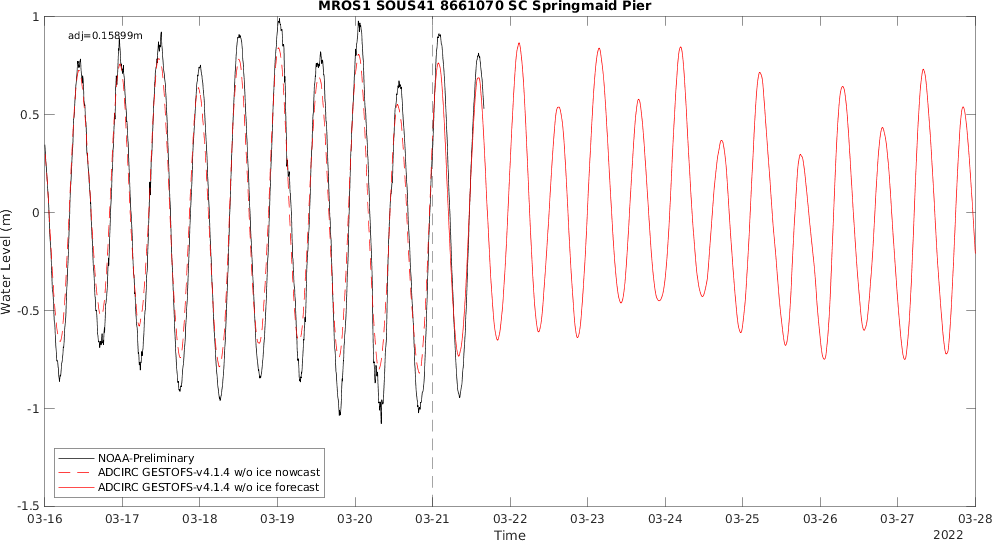 MROS1 SOUS41 8661070 SC Springmaid Pier
adj=0.15899m
1
0.5
0
-0.5
-1
-1.5
Water Level (m)
NOAA-Preliminary
ADCIRC GESTOFS-v4.1.4 w/o ice nowcast
ADCIRC GESTOFS-v4.1.4 w/o ice forecast
03-16 03-17 03-18 03-19 03-20 03-21 03-22 03-23 03-24 03-25 03-26 03-27 03-28
Time
2022